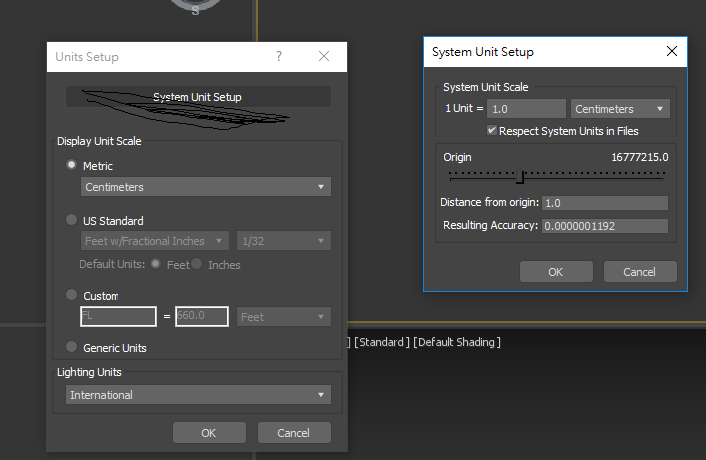 S
Units Setup
?
System Unit Setup
Display Unit Scale
Metric
Centimeters
US Standard
Feet w/Fractional Inches
1/32
Default Units:
Feet
Inches
Custom
FL
=
660.0
Feet
Generic Units
Lighting Units
International
OK
Cancel
System Unit Setup
System Unit Scale
1 Unit =
1.0
Centimeters
Respect System Units in Files
Origin
16777215.0
Distance from origin:
1.0
Resulting Accuracy:
0.0000001192
OK
Cancel
] [Standard ] [Default Shading ]